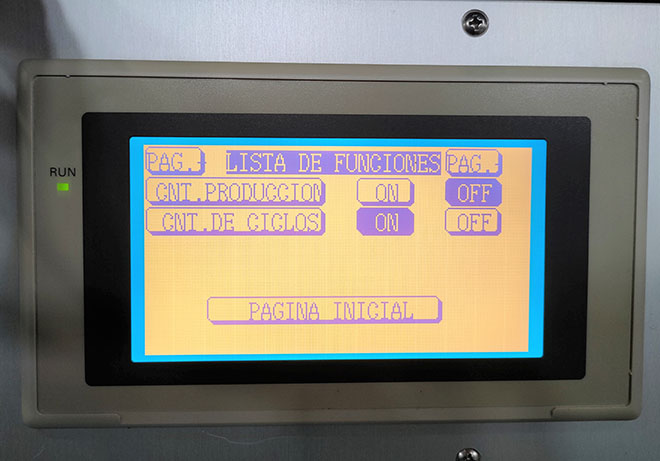 RUN
PAG.- LISTA DE FUNCIONES PAG.-
CNT.PRODUCCION ON OFF
CNT.DE CICLOS ON OFF
PAGINA INICIAL